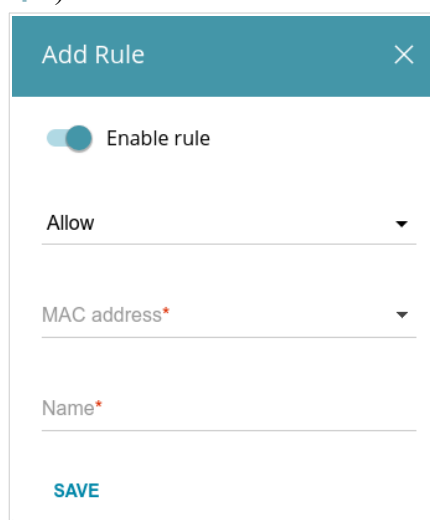 Add Rule
Enable rule
Allow
MAC address*
Name*
SAVE